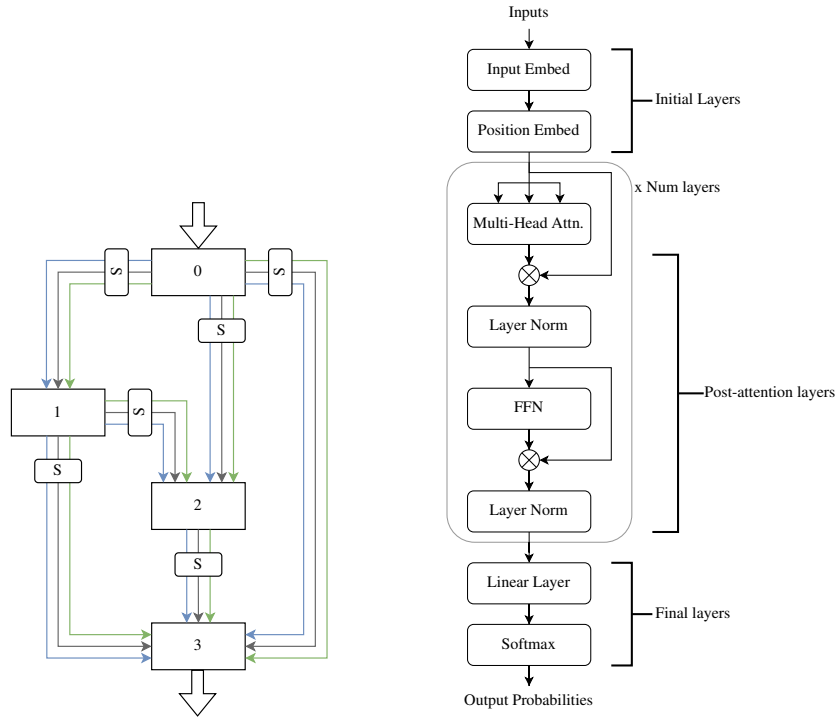 S
0
S
S
1
S
S
2
S
3
Inputs
Input Embed
Initial Layers
Position Embed
x Num layers
Multi-Head Attn.
Layer Norm
Post-attention layers
FFN
Layer Norm
Linear Layer
Final layers
Softmax
Output Probabilities